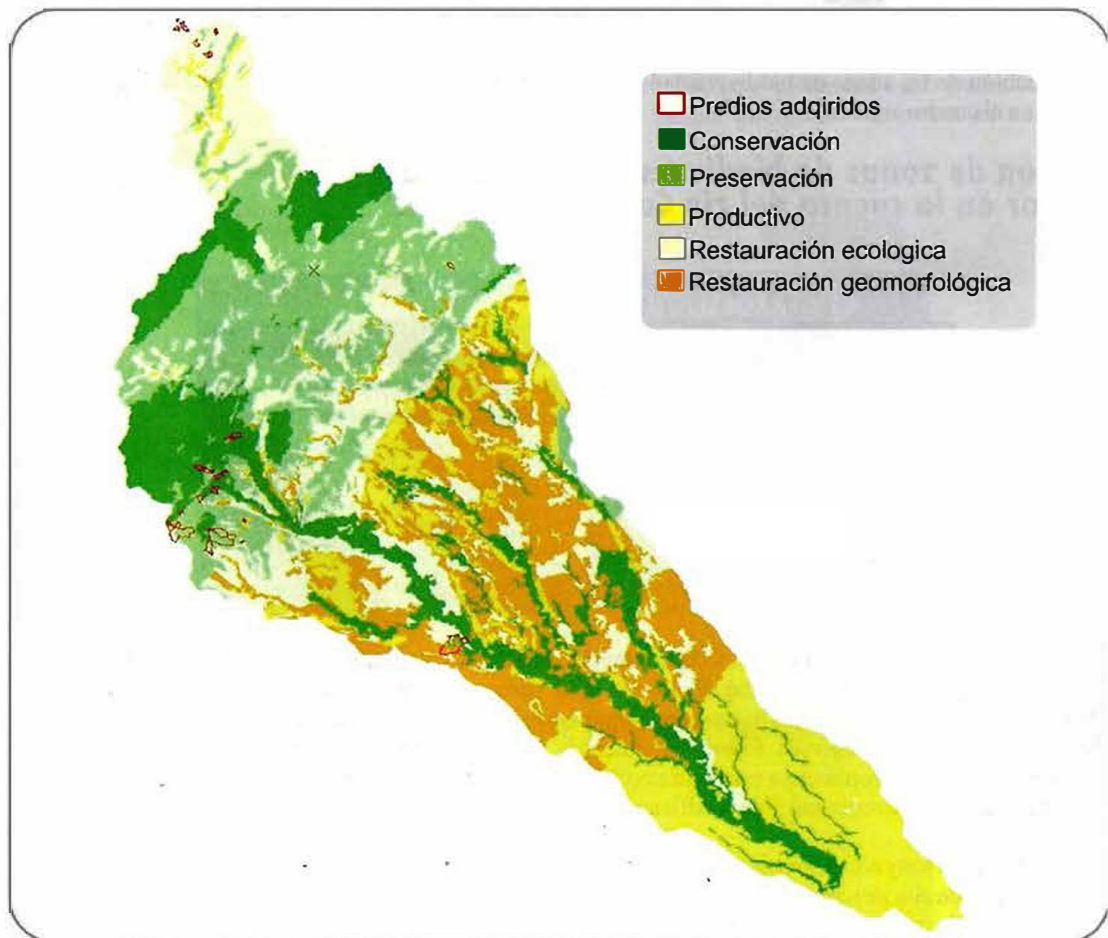 Predios adqiridos
Conservación
Preservación
Productivo
Restauración ecologica
Restauración geomorfológica